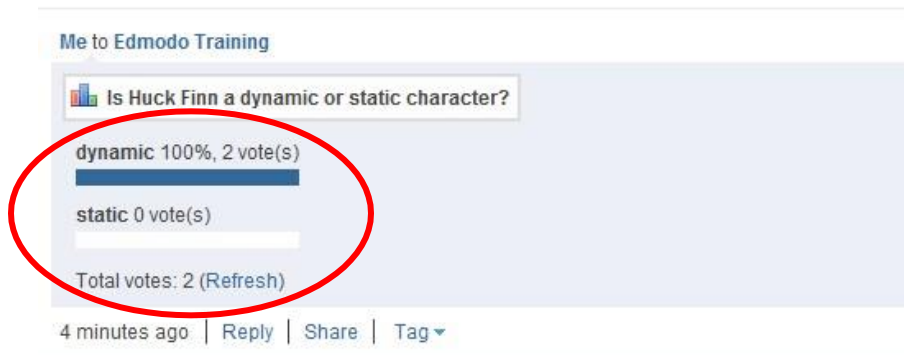 Me to Edmodo Training
Is Huck Finn a dynamic or static character?
dynamic 100%, 2 vote(s)
static 0 vote(s)
Total votes: 2 (Refresh)
4 minutes ago | Reply | Share | Tag